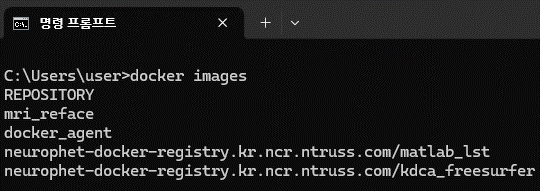 명령 프롬프트
C:\Users\user>docker images
REPOSITORY
mri_reface
docker_agent
neurophet-docker-registry.kr.ncr.ntruss.com/matlab_lst
neurophet-docker-registry.kr.ncr.ntruss.com/kdca_freesurfer